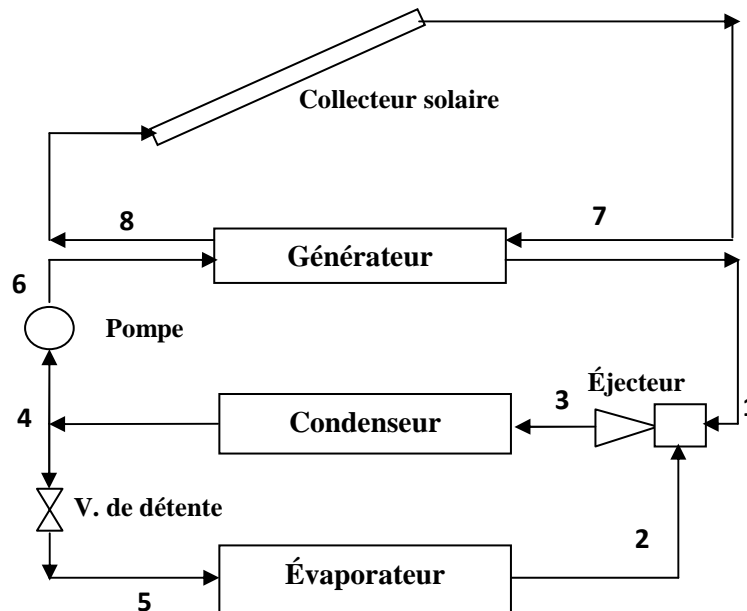 Collecteur solaire
8
7
Générateur
6
Pompe
Éjecteur
4
Condenseur
3
1
V. de détente
2
Évaporateur
5